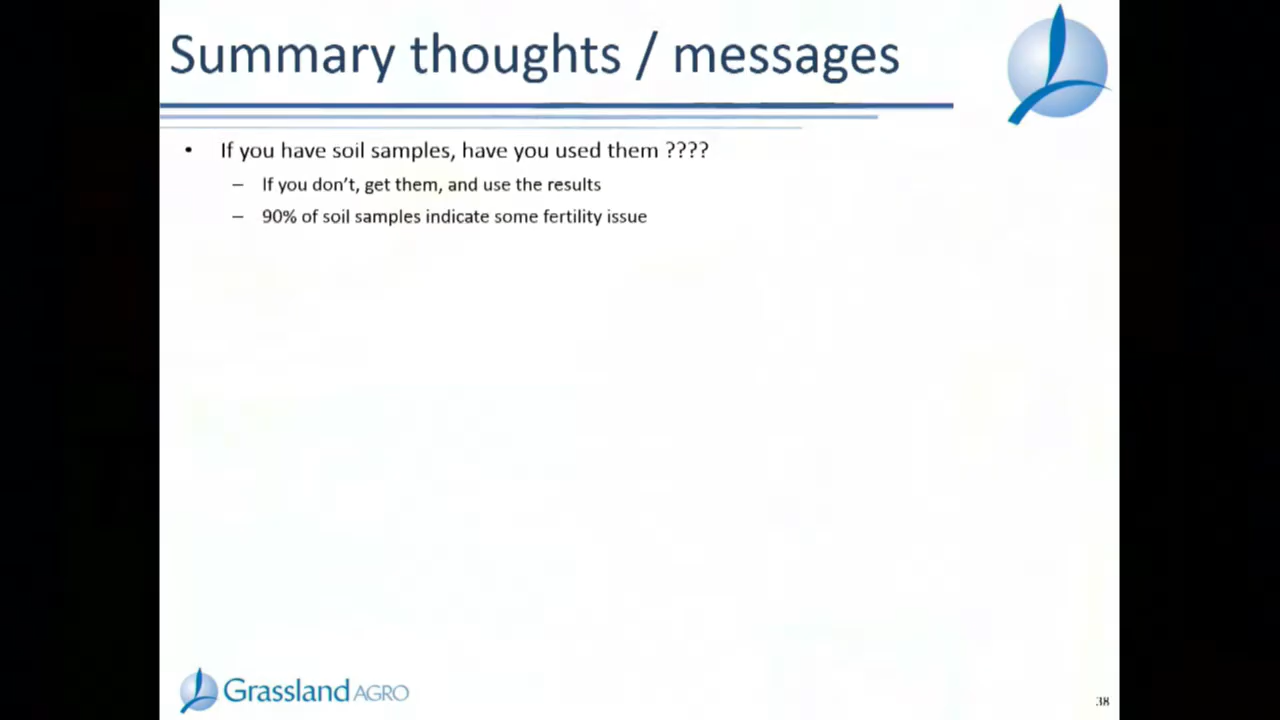 Summary thoughts / messages
• If you have soil samples, have you used them ????
– If you don't, get them, and use the results
– 90% of soil samples indicate some fertility issue
Grassland AGRO
38